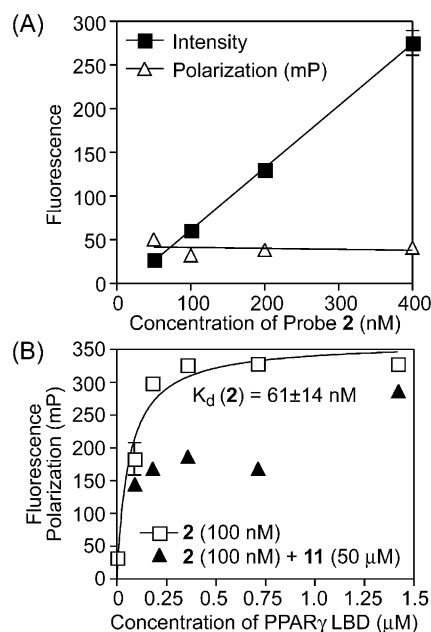 (A)
300
250
200
150
100
50
0
Fluorescence
Intensity
Polarization (mP)
0 100 200 300 400
Concentration of Probe 2 (nM)
(B)
350
300
250
200
150
100
50
0
Fluorescence
Polarization (mP)
Kd (2) = 61±14 nM
2 (100 nM)
2 (100 nM) + 11 (50 μM)
0 0.25 0.5 0.75 1.0 1.25 1.5
Concentration of PPARγ LBD (μM)